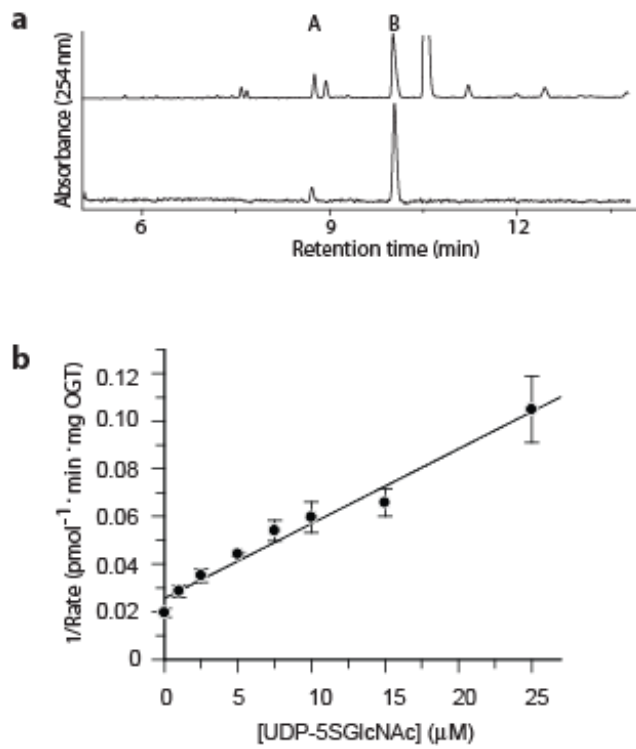 a
A B
Absorbance (254 nm)
6 9 12
Retention time (min)
b
1/Rate (pmol⁻¹ · min · mg OGT)
0.12
0.10
0.08
0.06
0.04
0.02
0
0 5 10 15 20 25
[UDP-5SGlcNAc] (µM)